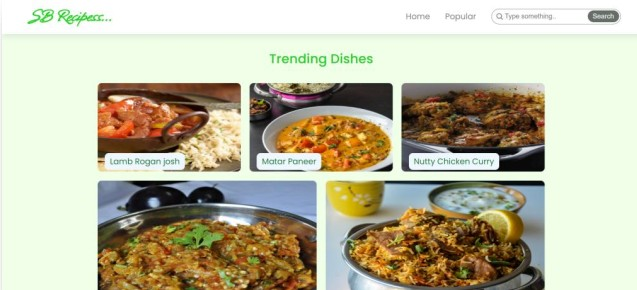 SB Recipess...
Home Popular Type something.. Search
Trending Dishes
Lamb Rogan josh
Matar Paneer
Nutty Chicken Curry